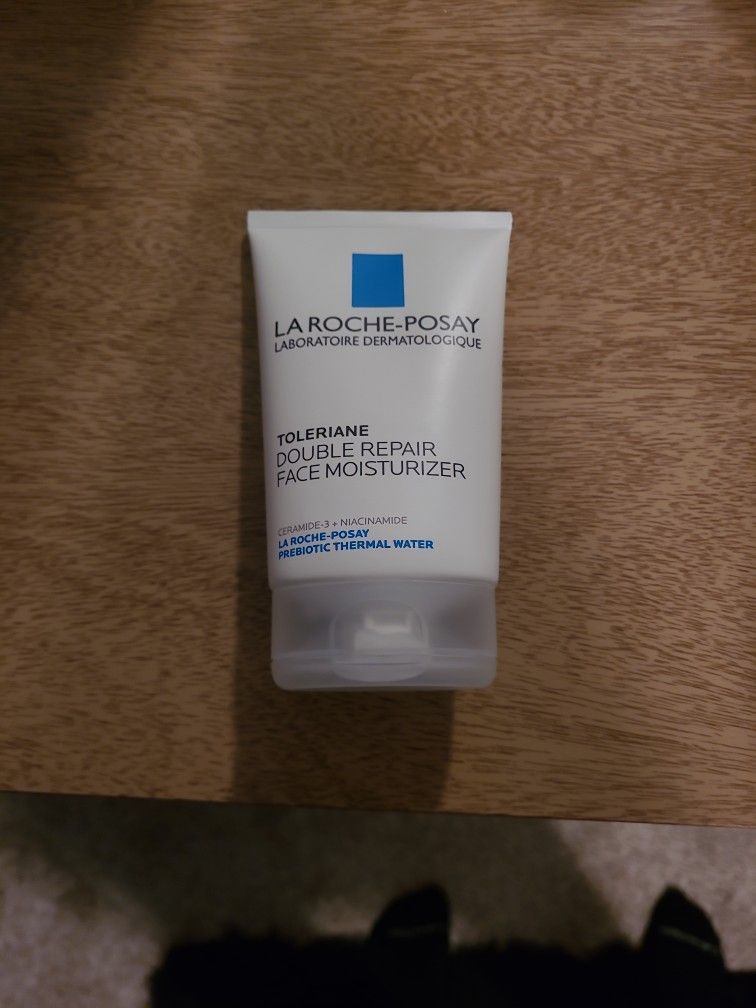 LA ROCHE-POSAY
LABORATOIRE DERMATOLOGIQUE
TOLERIANE
DOUBLE REPAIR
FACE MOISTURIZER
CERAMIDE-3 + NIACINAMIDE
LA ROCHE-POSAY
PREBIOTIC THERMAL WATER